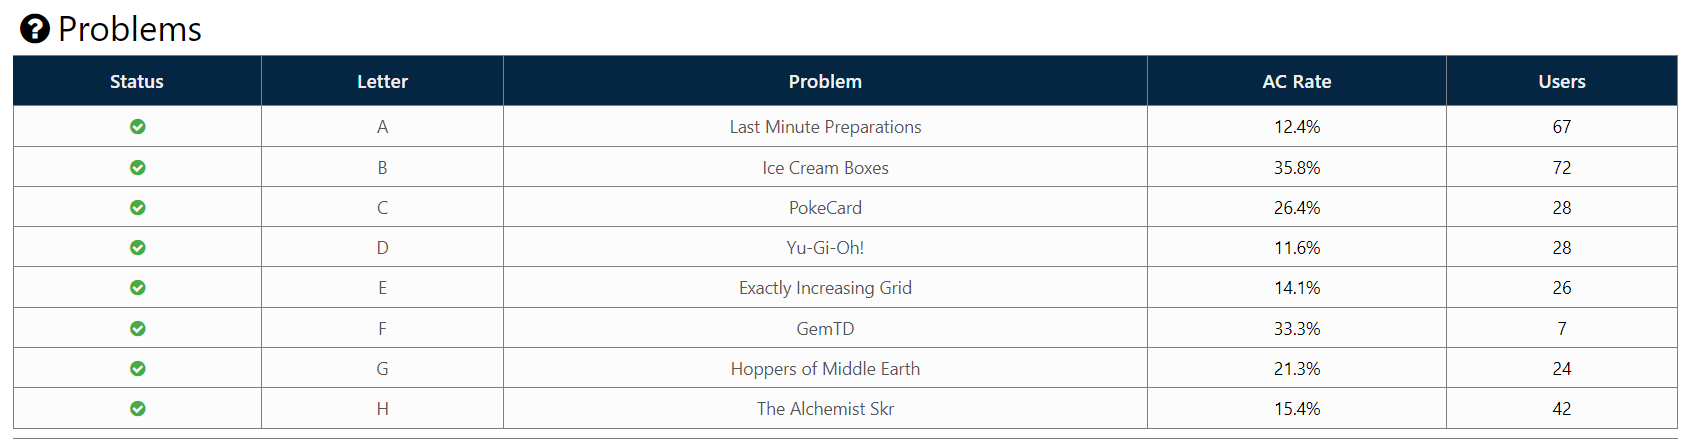 Problems
Status Letter Problem AC Rate Users
A Last Minute Preparations 12.4% 67
B Ice Cream Boxes 35.8% 72
C PokeCard 26.4% 28
D Yu-Gi-Oh! 11.6% 28
E Exactly Increasing Grid 14.1% 26
F GemTD 33.3% 7
G Hoppers of Middle Earth 21.3% 24
H The Alchemist Skr 15.4% 42